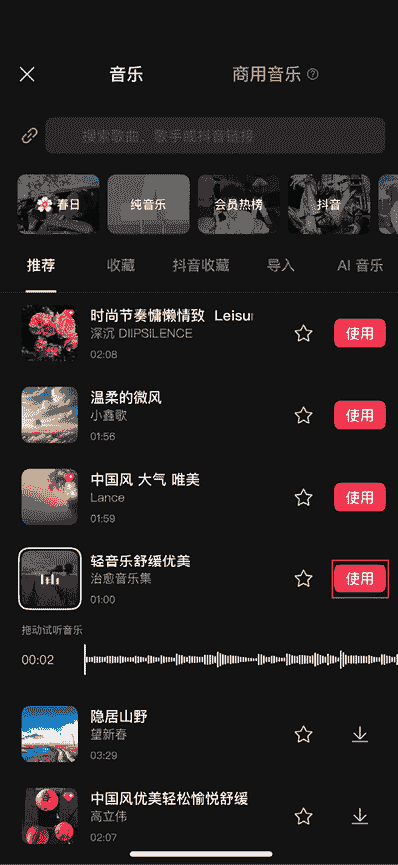 音乐 商用音乐
搜索歌曲、歌手或抖音链接
春日 纯音乐 会员热榜 抖音
推荐 收藏 抖音收藏 导入 AI 音乐
时尚节奏慵懒情致 Leisur
深沉 DIIPSILENCE
02:08
使用
温柔的微风
小鑫歌
01:56
使用
中国风 大气 唯美
Lance
01:59
使用
轻音乐舒缓优美
治愈音乐集
01:00
使用
拖动试听音乐
00:02
隐居山野
望新春
03:29
中国风优美轻松愉悦舒缓
高立伟
02:07